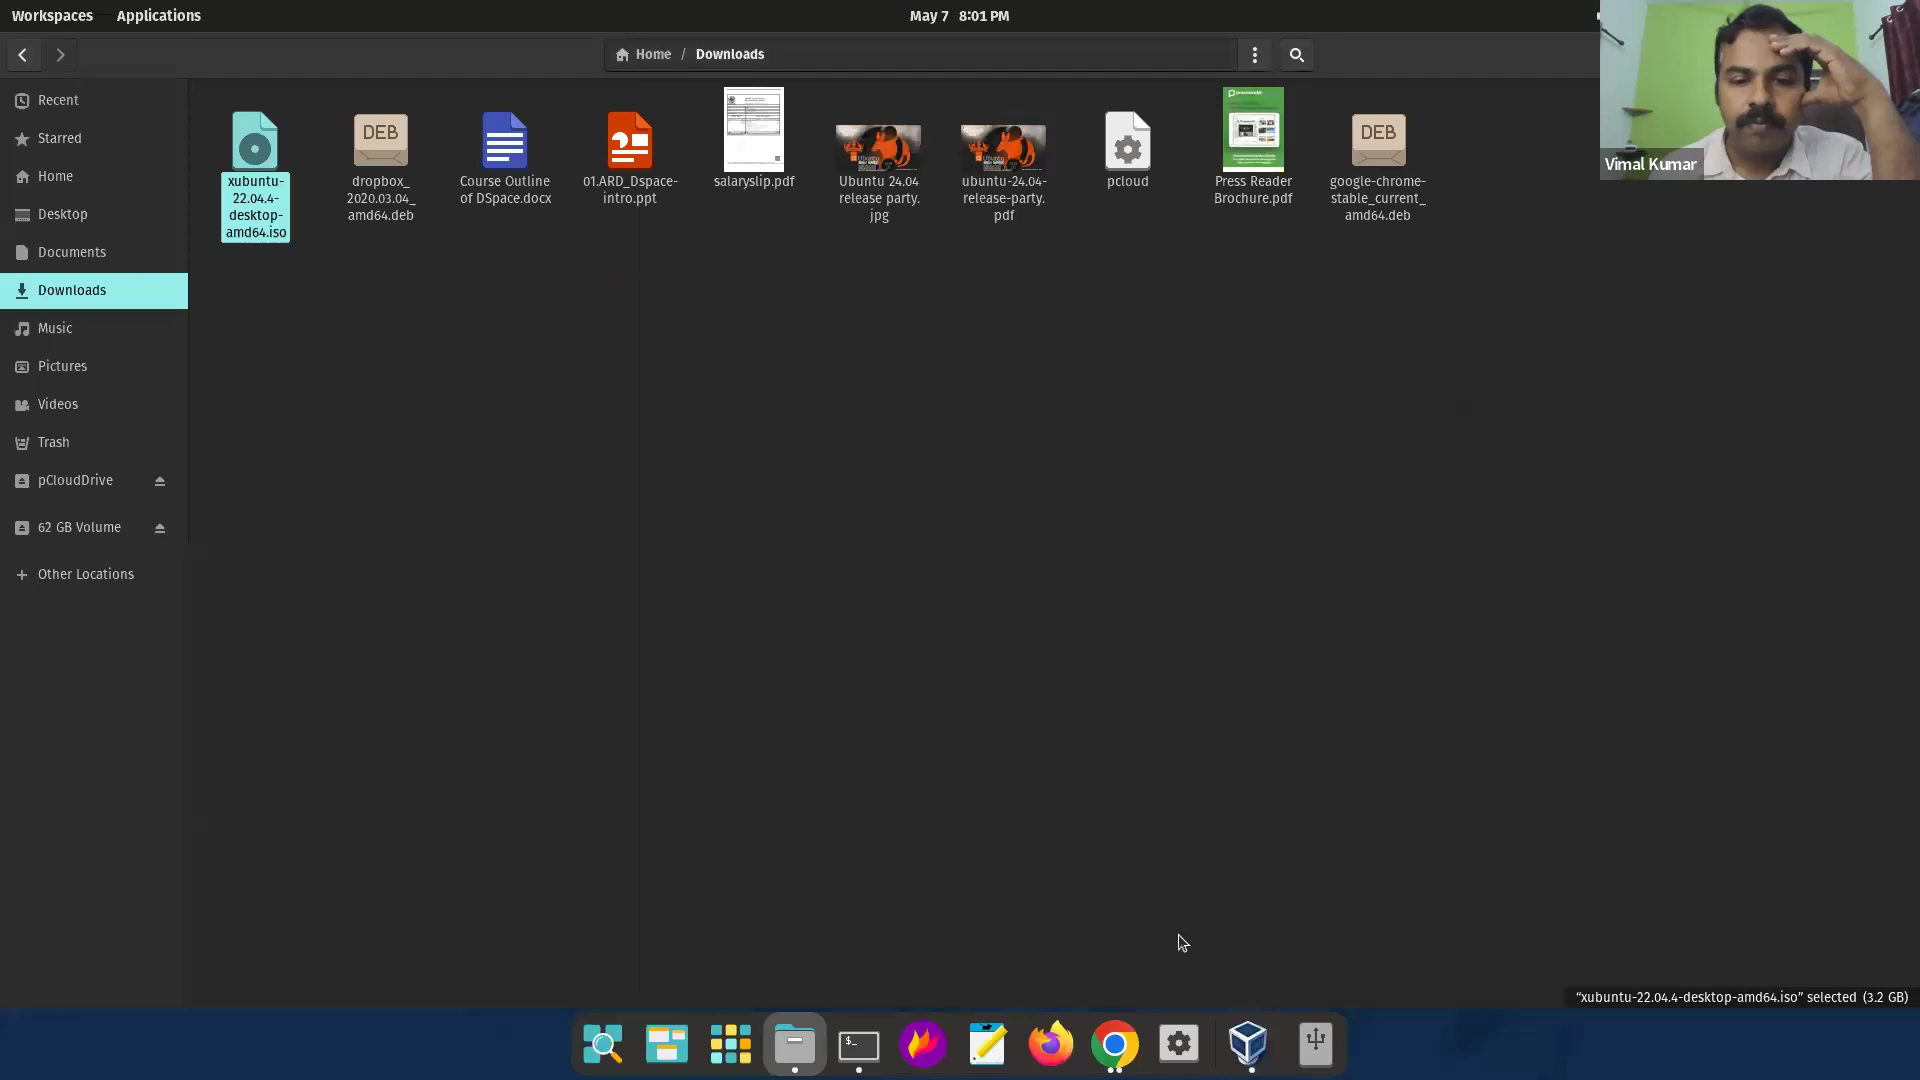 Workspaces
Applications
May 7 8:01 PM
Home / Downloads
Vimal Kumar
Recent
Starred
Home
Desktop
Documents
Downloads
Music
Pictures
Videos
Trash
pCloudDrive
62 GB Volume
+ Other Locations
xubuntu-
22.04.4-
desktop-
amd64.iso
DEB
dropbox_
2020.03.04_
amd64.deb
Course Outline
of DSpace.docx
01.ARD_Dspace-
intro.ppt
salaryslip.pdf
Ubuntu 24.04
release party.
jpg
ubuntu-24.04-
release-party.
pdf
pcloud
Press Reader
Brochure.pdf
DEB
google-chrome-
stable_current_
amd64.deb
“xubuntu-22.04.4-desktop-amd64.iso” selected (3.2 GB)
$_